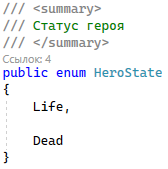 /// <summary>
/// Статус героя
/// </summary>
Ссылок: 4
public enum HeroState
{
Life,
Dead
}